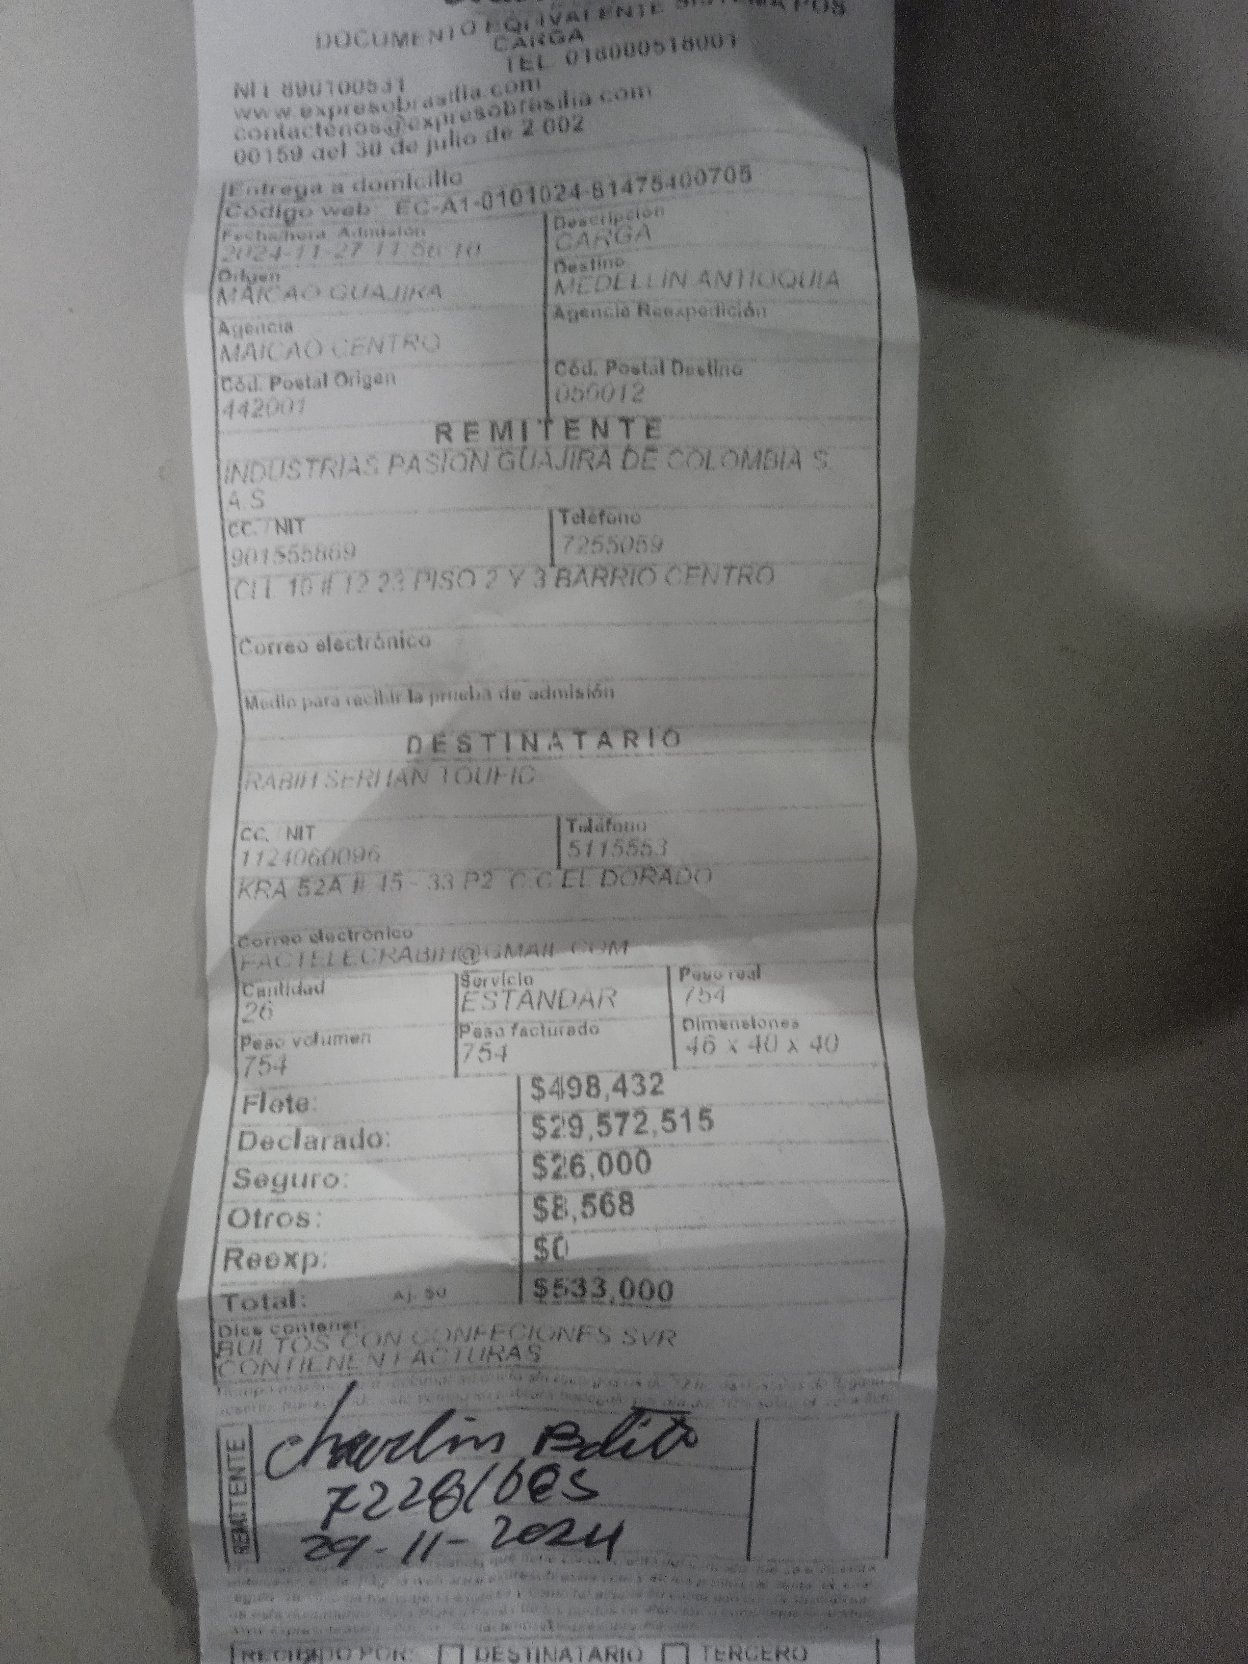 DOCUMENTO EQUIVALENTE SISTEMA POS
CARGA
TEL. 018000518001
NIT 890100531
www.expresobrasilia.com
contactenos@expresobrasilia.com
00159 del 30 de julio de 2.002
Entrega a domicilio
Código web: EC-A1-0101024-81475400705
Fecha/hora Admisión
2024-11-27 11:56:10
Descripción
CARGA
Origen
MAICAO GUAJIRA
Destino
MEDELLIN ANTIOQUIA
Agencia
MAICAO CENTRO
Agencia Reexpedición
Cód. Postal Origen
442001
Cód. Postal Destino
050012
REMITENTE
INDUSTRIAS PASION GUAJIRA DE COLOMBIA S.
A.S
CC. / NIT
901555869
Teléfono
7255059
CLL 10 # 12 23 PISO 2 Y 3 BARRIO CENTRO
Correo electrónico
Medio para recibir la prueba de admisión
DESTINATARIO
RABIH SERHAN TOUFIC
CC. / NIT
1124060096
Teléfono
5115553
KRA 52A # 45 - 33 P2 C.C EL DORADO
Correo electrónico
FACTELECRABIH@GMAIL.COM
Cantidad
26
Servicio
ESTANDAR
Peso real
754
Peso volumen
754
Peso facturado
754
Dimensiones
46 x 40 x 40
Flete: $498,432
Declarado: $29,572,515
Seguro: $26,000
Otros: $8,568
Reexp: $0
Total: Aj. $0 $533,000
Dice contener
BULTOS CON CONFECIONES SVR
CONTIENEN FACTURAS
REMITENTE
29-11-2024
RECIBIDO POR: DESTINATARIO TERCERO